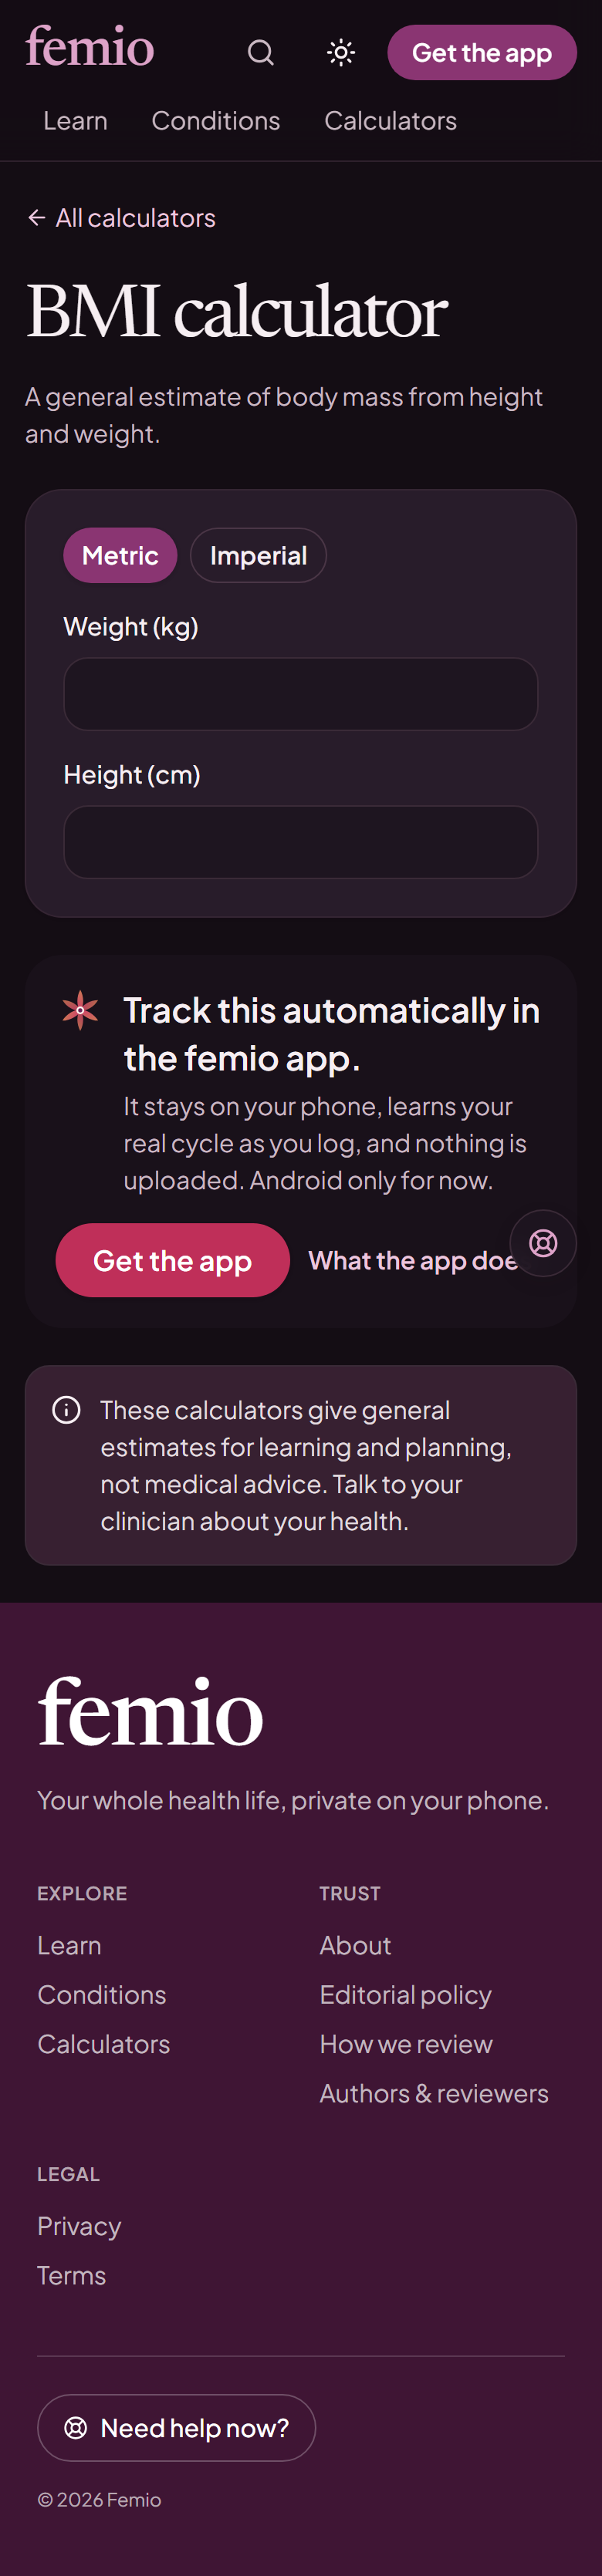 femio
Get the app
Learn Conditions Calculators
← All calculators
BMI calculator
A general estimate of body mass from height
and weight.
Metric Imperial
Weight (kg)
Height (cm)
Track this automatically in
the femio app.
It stays on your phone, learns your
real cycle as you log, and nothing is
uploaded. Android only for now.
Get the app What the app
These calculators give general
estimates for learning and planning,
not medical advice. Talk to your
clinician about your health.
femio
Your whole health life, private on your phone.
EXPLORE
Learn
Conditions
Calculators
TRUST
About
Editorial policy
How we review
Authors & reviewers
LEGAL
Privacy
Terms
Need help now?
© 2026 Femio